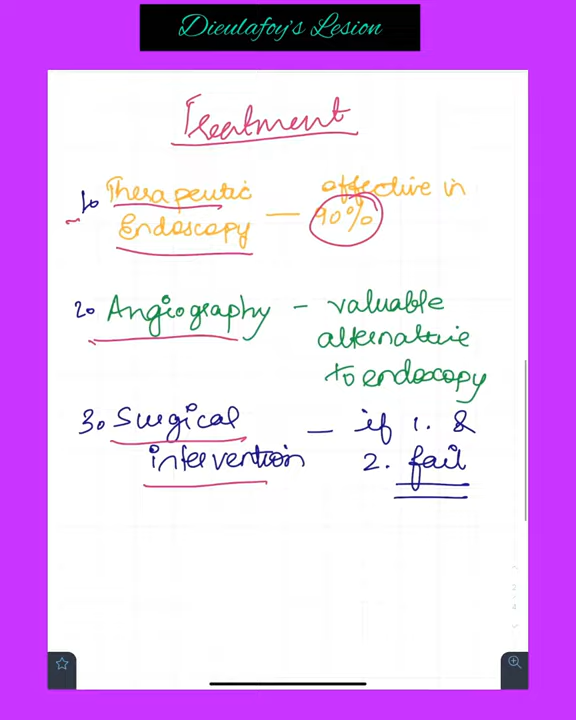 Dieulafoy's Lesion
Treatment
1. Therapeutic effective in
Endoscopy — 90%
2. Angiography - valuable
alternative
to endoscopy
3. Surgical — if 1. &
intervention 2. fail